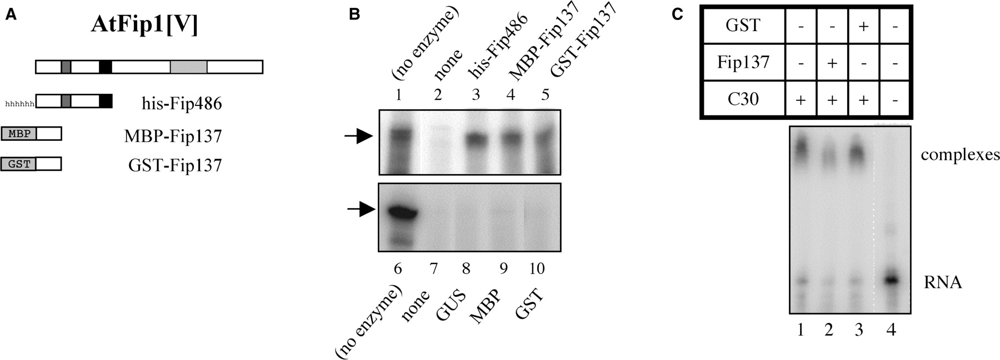 A
AtFip1[V]
hhhhhh his-Fip486
MBP MBP-Fip137
GST GST-Fip137
B
(no enzyme) none his-Fip486 MBP-Fip137 GST-Fip137
1 2 3 4 5
6 7 8 9 10
(no enzyme) none GUS MBP GST
C
GST - - + -
Fip137 - + - -
C30 + + + -
complexes
RNA
1 2 3 4